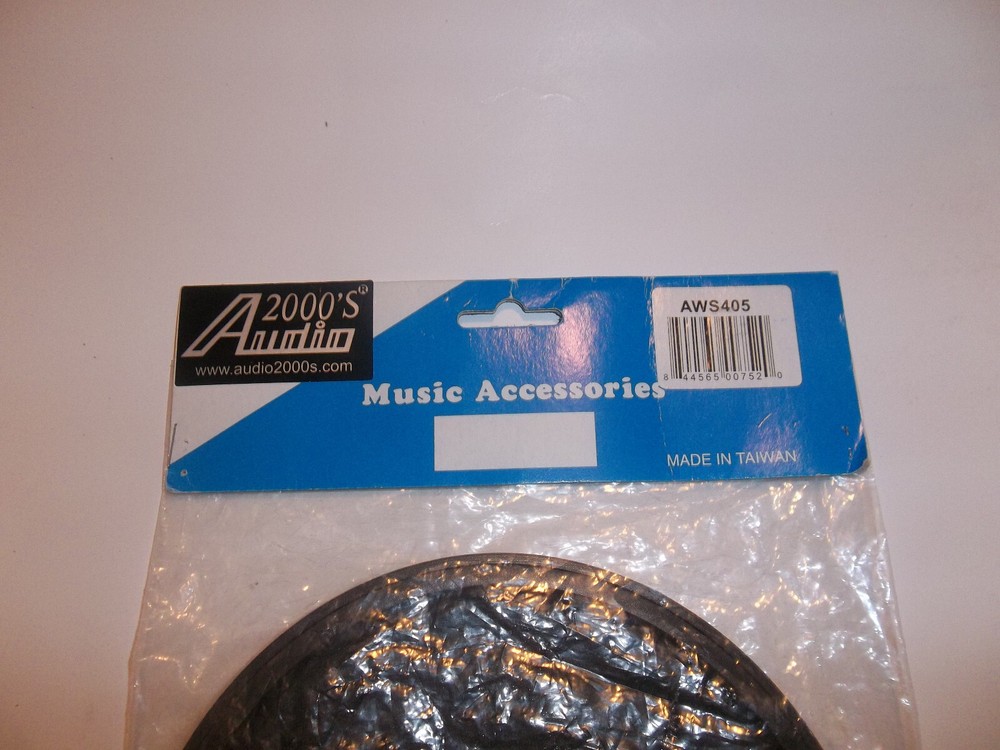 2000'S®
Audio
www.audio2000s.com
AWS405
8 44565 00752 0
Music Accessories
MADE IN TAIWAN